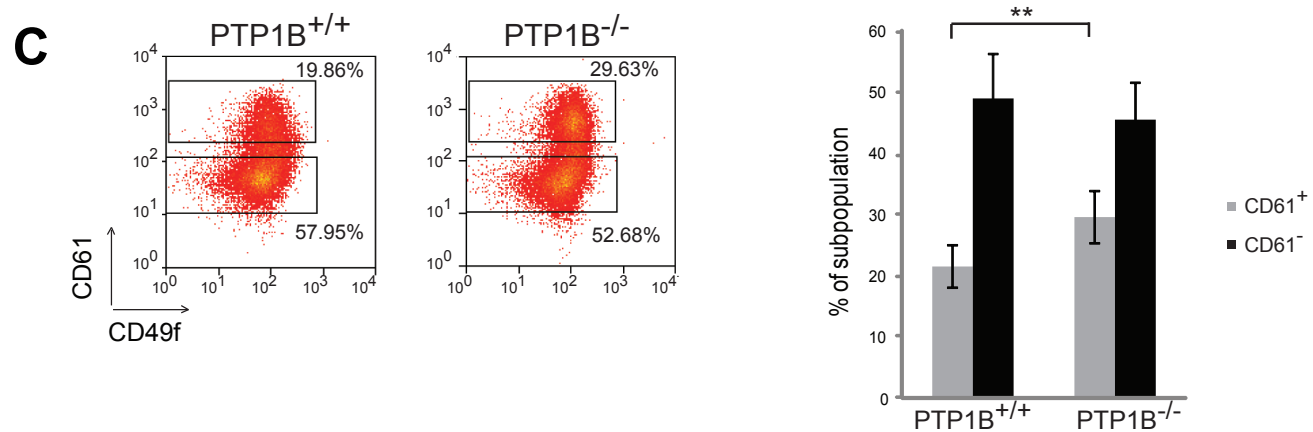 C
PTP1B+/+
PTP1B-/-
**
10^4
10^3
10^2
10^1
10^0
19.86%
57.95%
10^0 10^1 10^2 10^3 10^4
CD61
CD49f
10^4
10^3
10^2
10^1
10^0
29.63%
52.68%
10^0 10^1 10^2 10^3 10^4
% of subpopulation
60
50
40
30
20
10
0
PTP1B+/+
PTP1B-/-
CD61+
CD61-